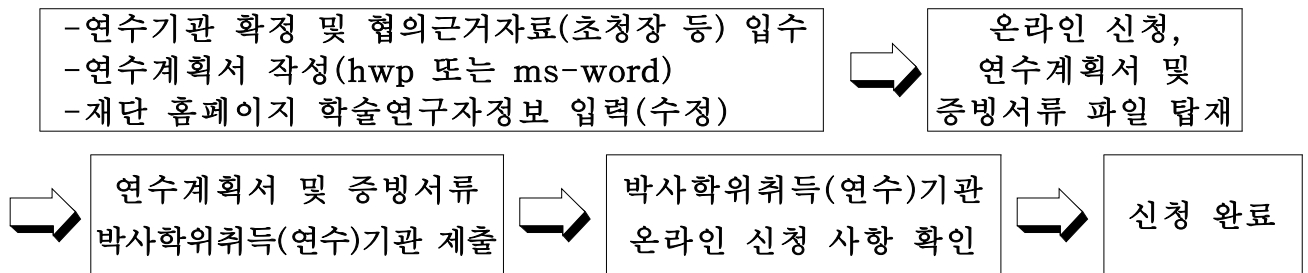 -연수기관 확정 및 협의근거자료(초청장 등) 입수
-연수계획서 작성(hwp 또는 ms-word)
-재단 홈페이지 학술연구자정보 입력(수정)
온라인 신청,
연수계획서 및
증빙서류 파일 탑재
연수계획서 및 증빙서류
박사학위취득(연수)기관 제출
박사학위취득(연수)기관
온라인 신청 사항 확인
신청 완료